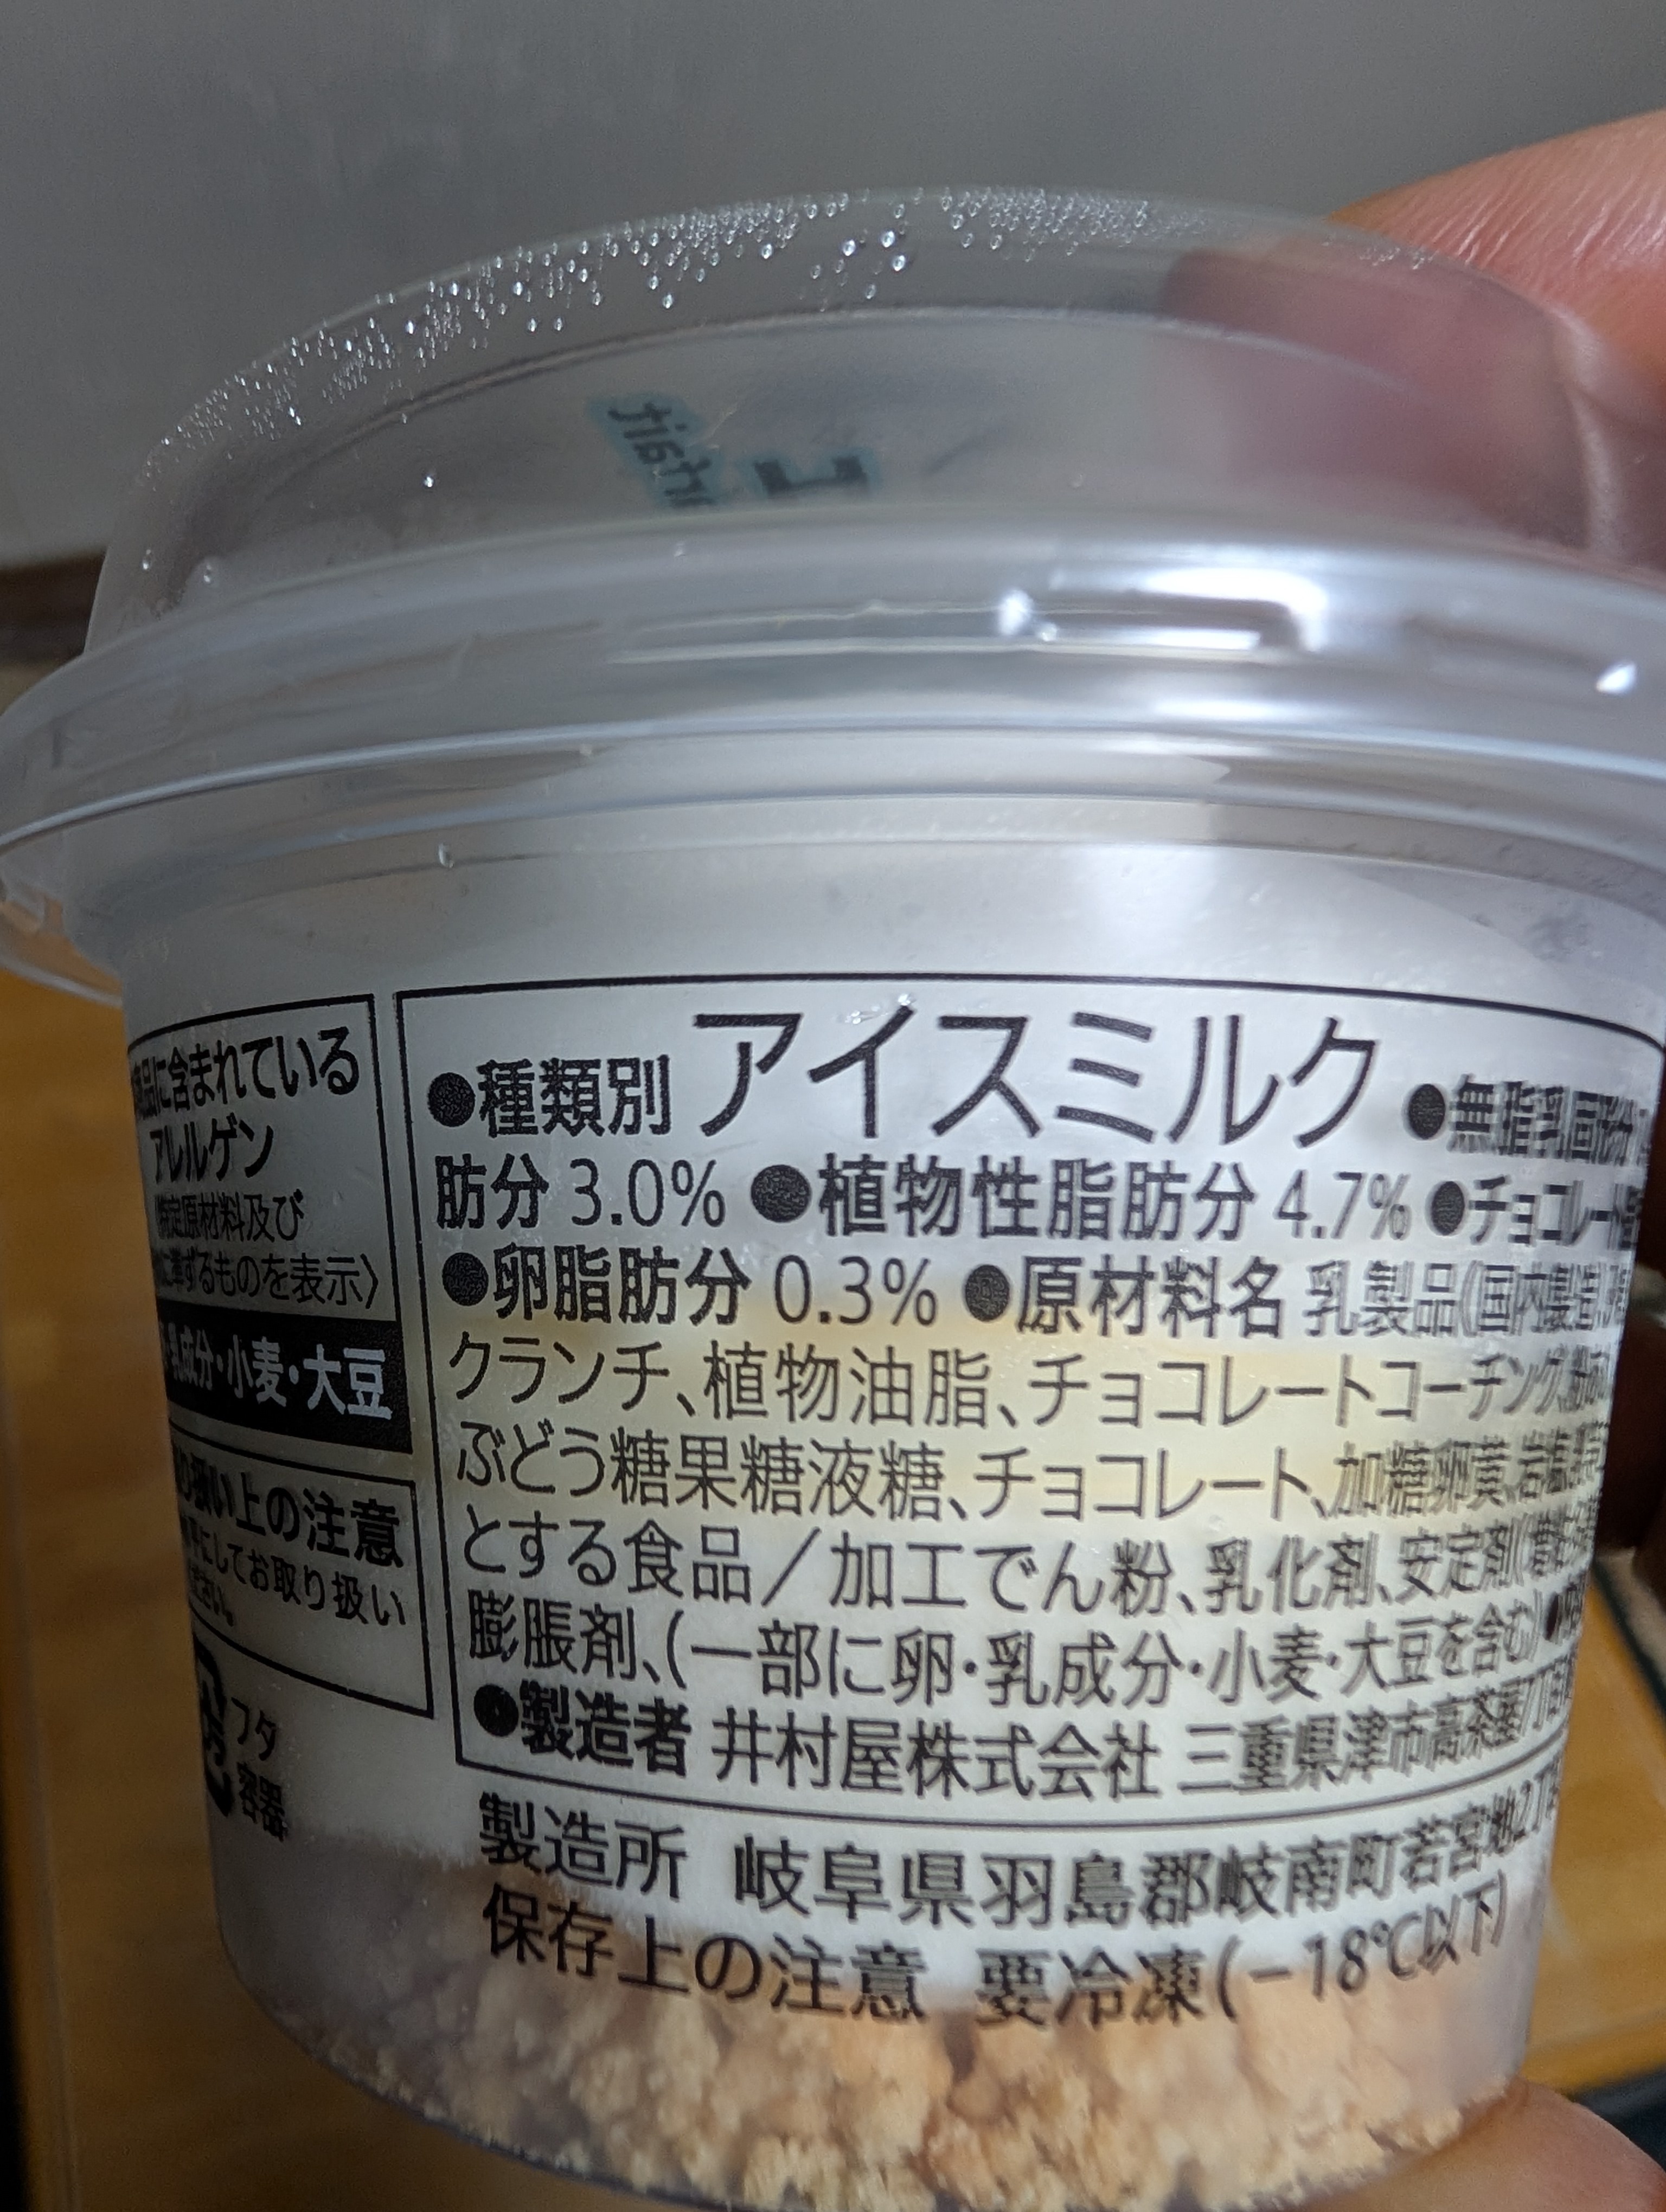 に含まれている
アレルゲン
特定原材料及び
に準ずるものを表示〉
乳成分・小麦・大豆
扱い上の注意
にしてお取り扱い
ださい。
フタ
容器
●種類別 アイスミルク ●無脂乳固形分
肪分 3.0% ●植物性脂肪分 4.7% ●チョコレート
●卵脂肪分 0.3% ●原材料名 乳製品(国内製造)、
クランチ、植物油脂、チョコレートコーチング、
ぶどう糖果糖液糖、チョコレート、加糖卵黄、
とする食品／加工でん粉、乳化剤、安定剤(
膨脹剤、(一部に卵・乳成分・小麦・大豆を含む)
●製造者 井村屋株式会社 三重県津市高茶屋
製造所 岐阜県羽島郡岐南町若宮地2丁
保存上の注意 要冷凍(−18℃以下)